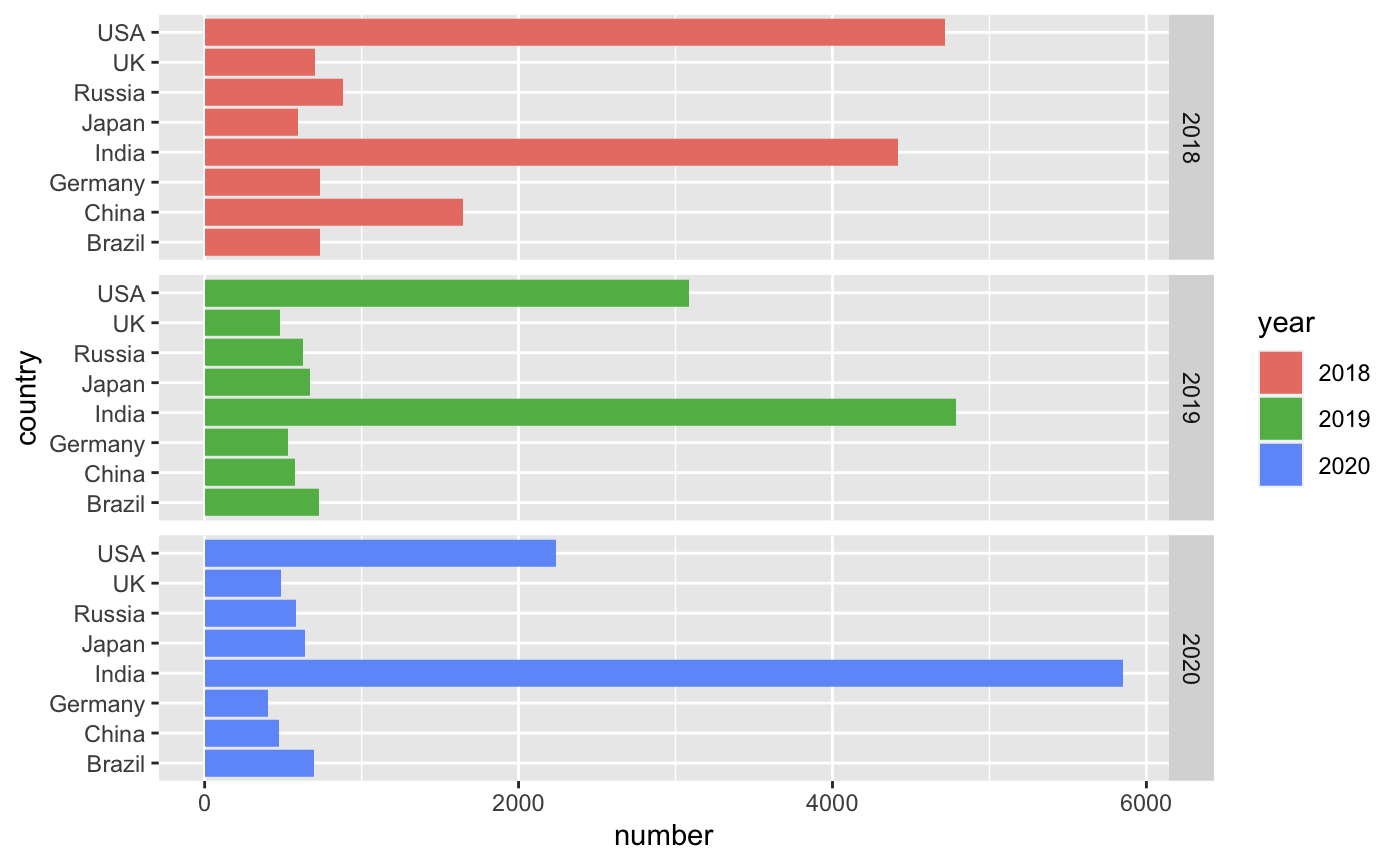 USA
UK
Russia
Japan
India
Germany
China
Brazil
2018
USA
UK
Russia
Japan
India
Germany
China
Brazil
2019
USA
UK
Russia
Japan
India
Germany
China
Brazil
2020
0 2000 4000 6000
number
country
year
2018
2019
2020